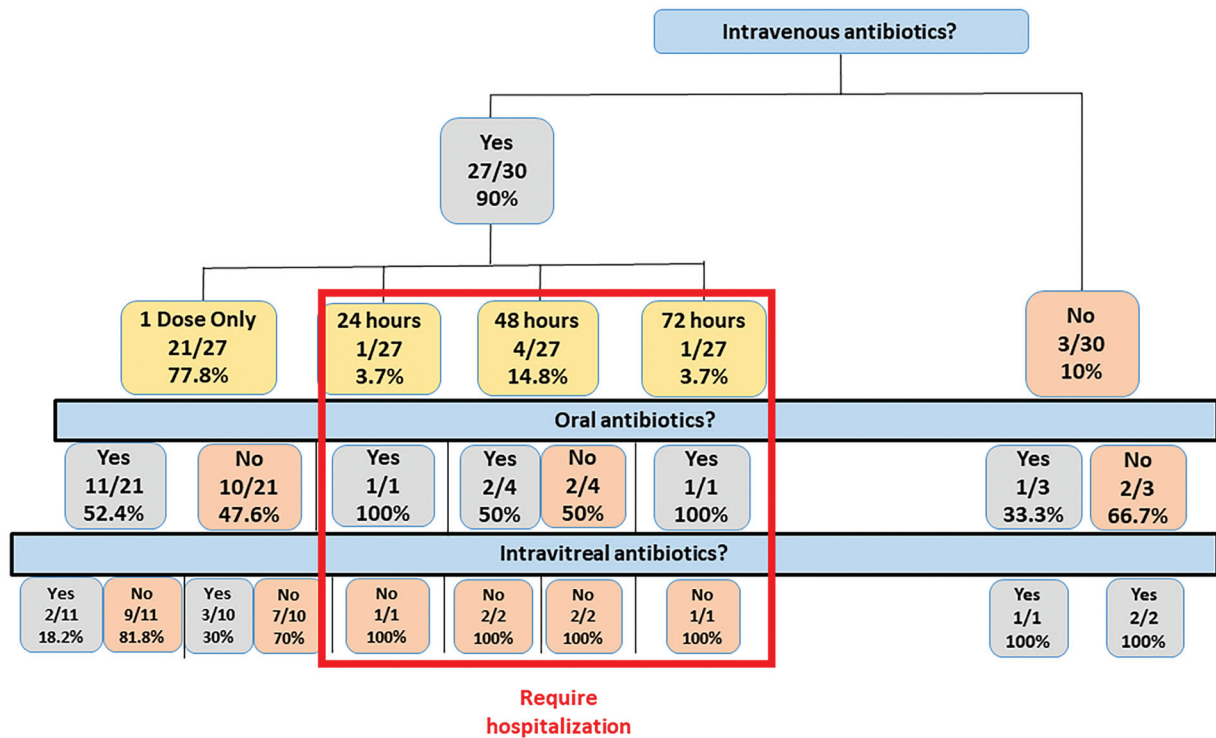 Intravenous antibiotics?
Yes
27/30
90%
1 Dose Only
21/27
77.8%
24 hours
1/27
3.7%
48 hours
4/27
14.8%
72 hours
1/27
3.7%
No
3/30
10%
Oral antibiotics?
Yes
11/21
52.4%
No
10/21
47.6%
Yes
1/1
100%
Yes
2/4
50%
No
2/4
50%
Yes
1/1
100%
Yes
1/3
33.3%
No
2/3
66.7%
Intravitreal antibiotics?
Yes
2/11
18.2%
No
9/11
81.8%
Yes
3/10
30%
No
7/10
70%
No
1/1
100%
No
2/2
100%
No
2/2
100%
No
1/1
100%
Yes
1/1
100%
Yes
2/2
100%
Require
hospitalization